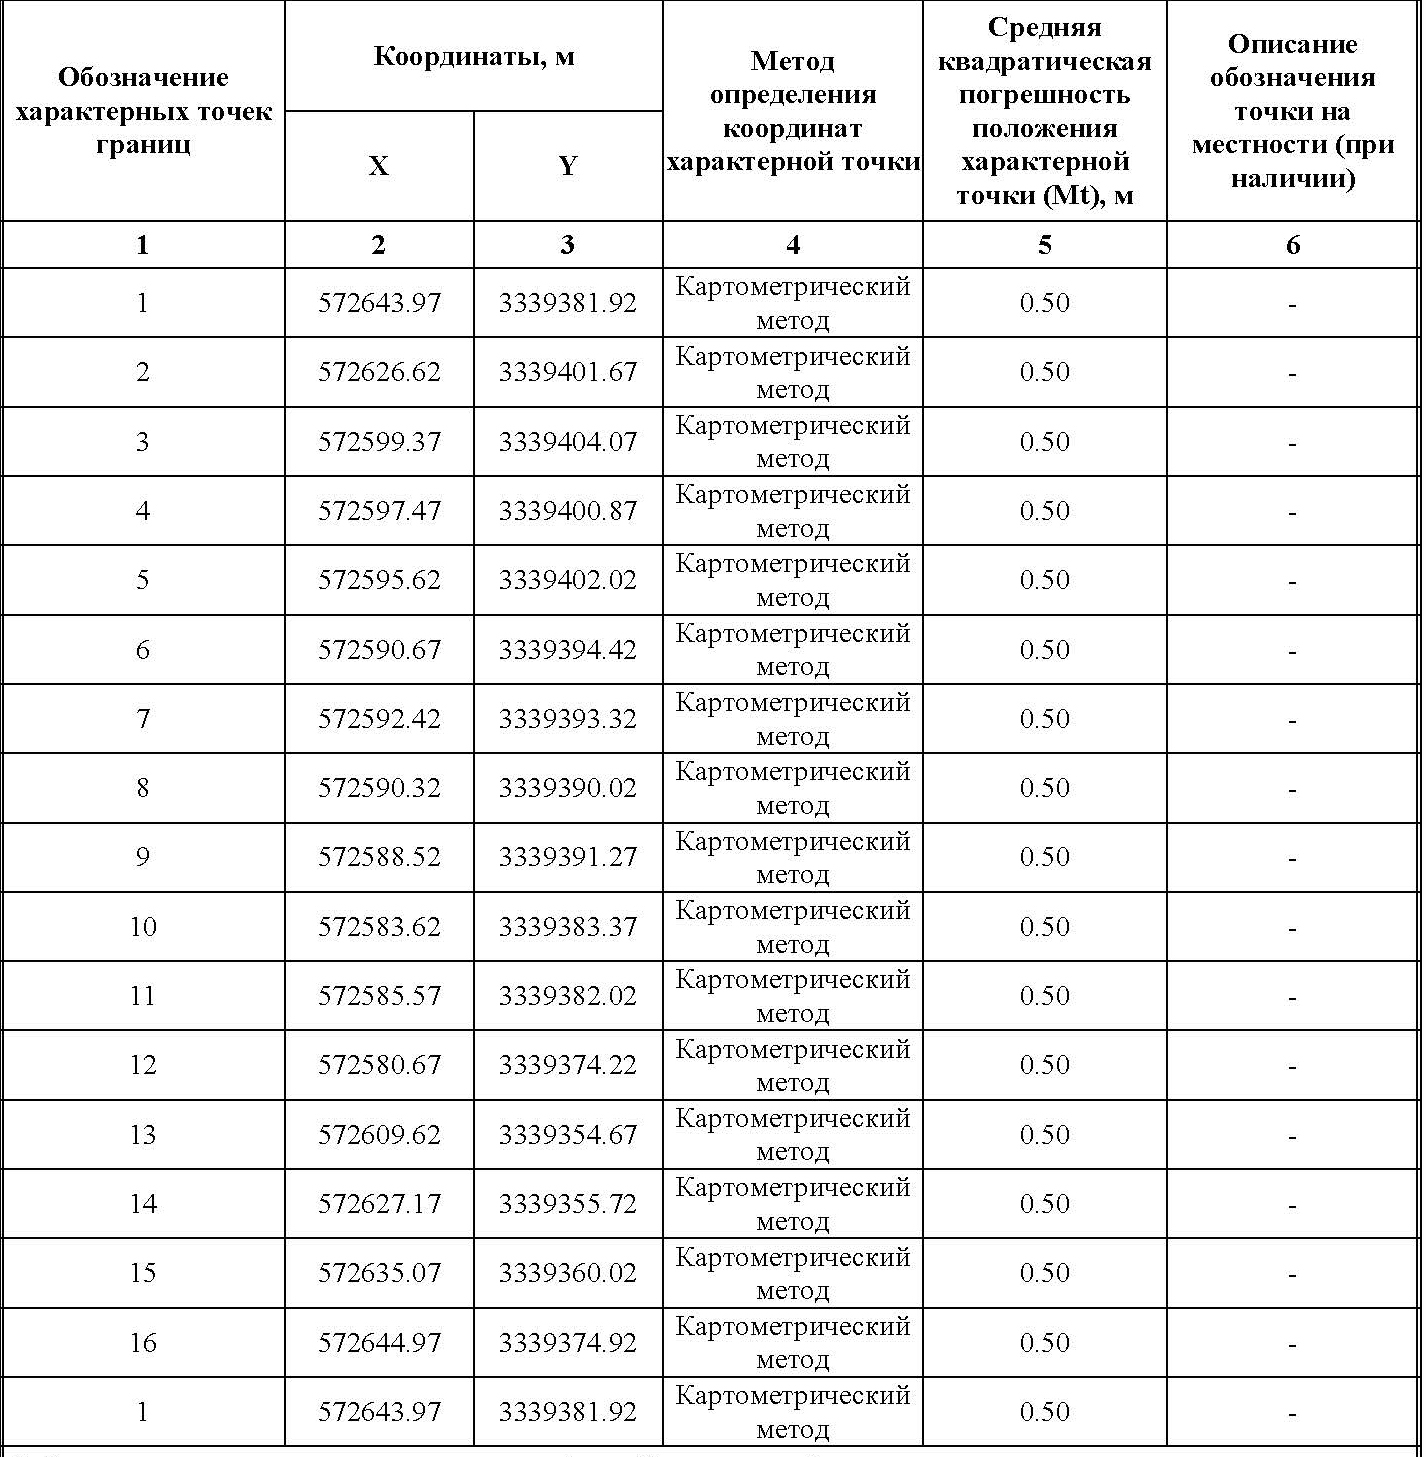 Обозначение
характерных точек
границ
Координаты, м
X
Y
Метод
определения
координат
характерной точки
Средняя
квадратическая
погрешность
положения
характерной
точки (Mt), м
Описание
обозначения
точки на
местности (при
наличии)
1 2 3 4 5 6
1 572643.97 3339381.92 Картометрический метод 0.50 -
2 572626.62 3339401.67 Картометрический метод 0.50 -
3 572599.37 3339404.07 Картометрический метод 0.50 -
4 572597.47 3339400.87 Картометрический метод 0.50 -
5 572595.62 3339402.02 Картометрический метод 0.50 -
6 572590.67 3339394.42 Картометрический метод 0.50 -
7 572592.42 3339393.32 Картометрический метод 0.50 -
8 572590.32 3339390.02 Картометрический метод 0.50 -
9 572588.52 3339391.27 Картометрический метод 0.50 -
10 572583.62 3339383.37 Картометрический метод 0.50 -
11 572585.57 3339382.02 Картометрический метод 0.50 -
12 572580.67 3339374.22 Картометрический метод 0.50 -
13 572609.62 3339354.67 Картометрический метод 0.50 -
14 572627.17 3339355.72 Картометрический метод 0.50 -
15 572635.07 3339360.02 Картометрический метод 0.50 -
16 572644.97 3339374.92 Картометрический метод 0.50 -
1 572643.97 3339381.92 Картометрический метод 0.50 -